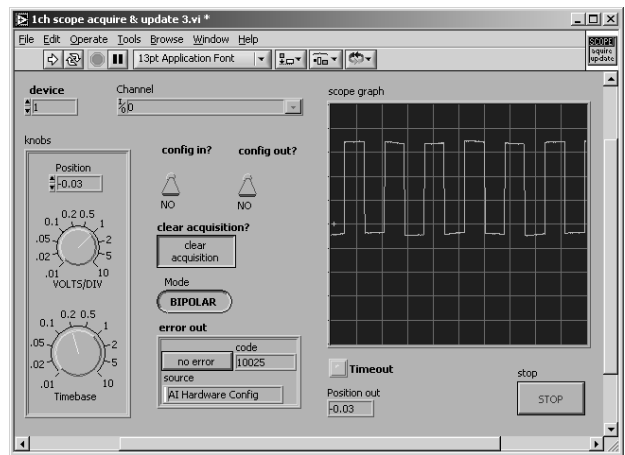 1ch scope acquire & update 3.vi *
File Edit Operate Tools Browse Window Help
13pt Application Font
SCOPE
aquire
update
device
1
Channel
0
scope graph
knobs
Position
-0.03
0.1 0.2 0.5 1
.05 2
.02 5
.01 10
VOLTS/DIV
0.1 0.2 0.5 1
.05 2
.02 5
.01 10
Timebase
config in? config out?
NO NO
clear acquisition?
clear
acquisition
Mode
BIPOLAR
error out
code
no error 10025
source
AI Hardware Config
Timeout
Position out
-0.03
stop
STOP